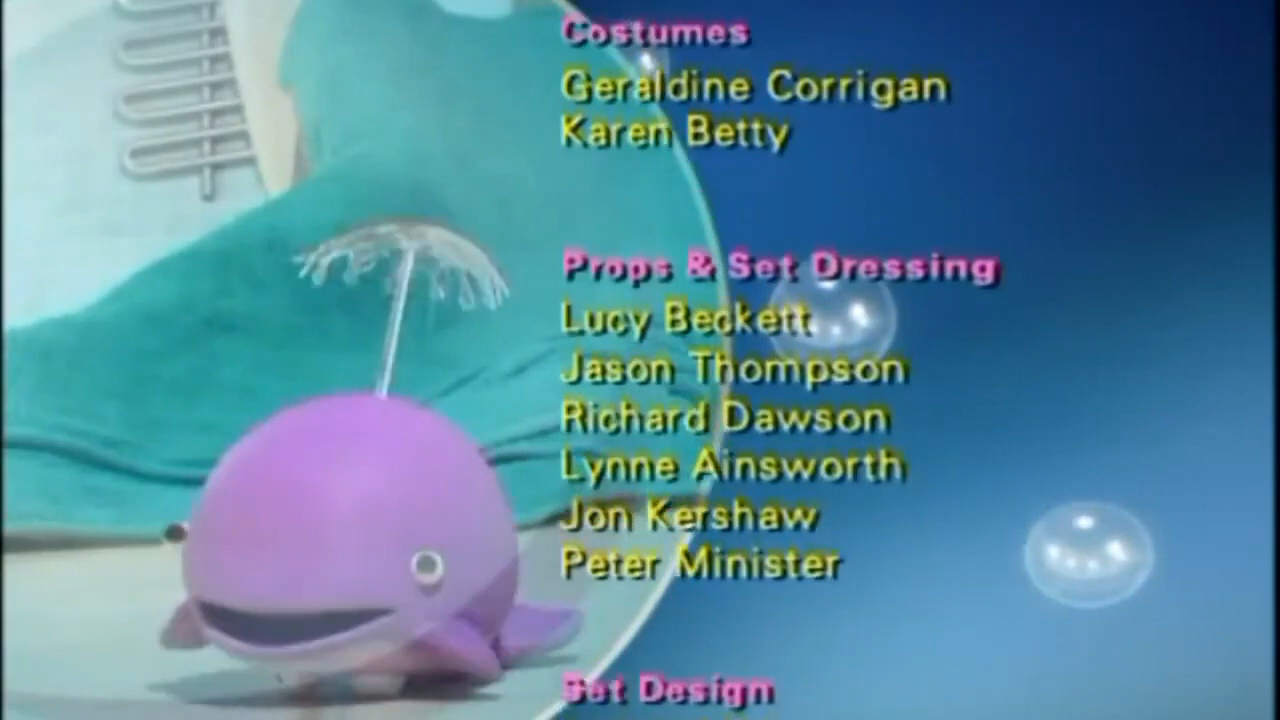 Costumes
Geraldine Corrigan
Karen Betty
Props & Set Dressing
Lucy Beckett
Jason Thompson
Richard Dawson
Lynne Ainsworth
Jon Kershaw
Peter Minister
Set Design